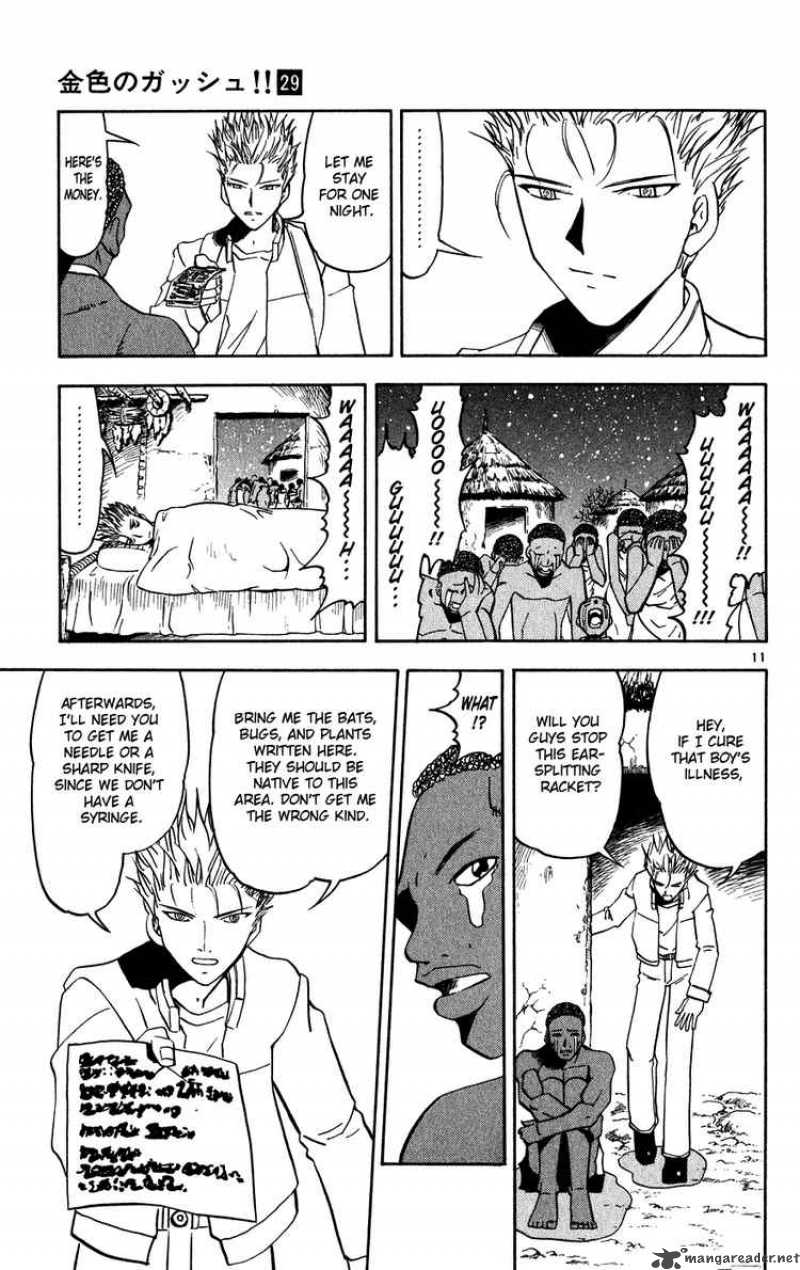 金色のガッシュ!! 29
.........
LET ME
STAY
FOR ONE
NIGHT.
HERE'S
THE
MONEY.
WAAAAA~~~!!
UUUUUU~~~!!!
UOOOO~~~!!
GUUUUUU...
WAAAAA~~~H...
.........
11
HEY,
IF I CURE
THAT BOY'S
ILLNESS,
WILL YOU
GUYS STOP
THIS EAR-
SPLITTING
RACKET?
WHAT
!?
BRING ME THE BATS,
BUGS, AND PLANTS
WRITTEN HERE.
THEY SHOULD BE
NATIVE TO THIS
AREA. DON'T GET ME
THE WRONG KIND.
AFTERWARDS,
I'LL NEED YOU
TO GET ME A
NEEDLE OR A
SHARP KNIFE,
SINCE WE DON'T
HAVE A
SYRINGE.
mangareader.net